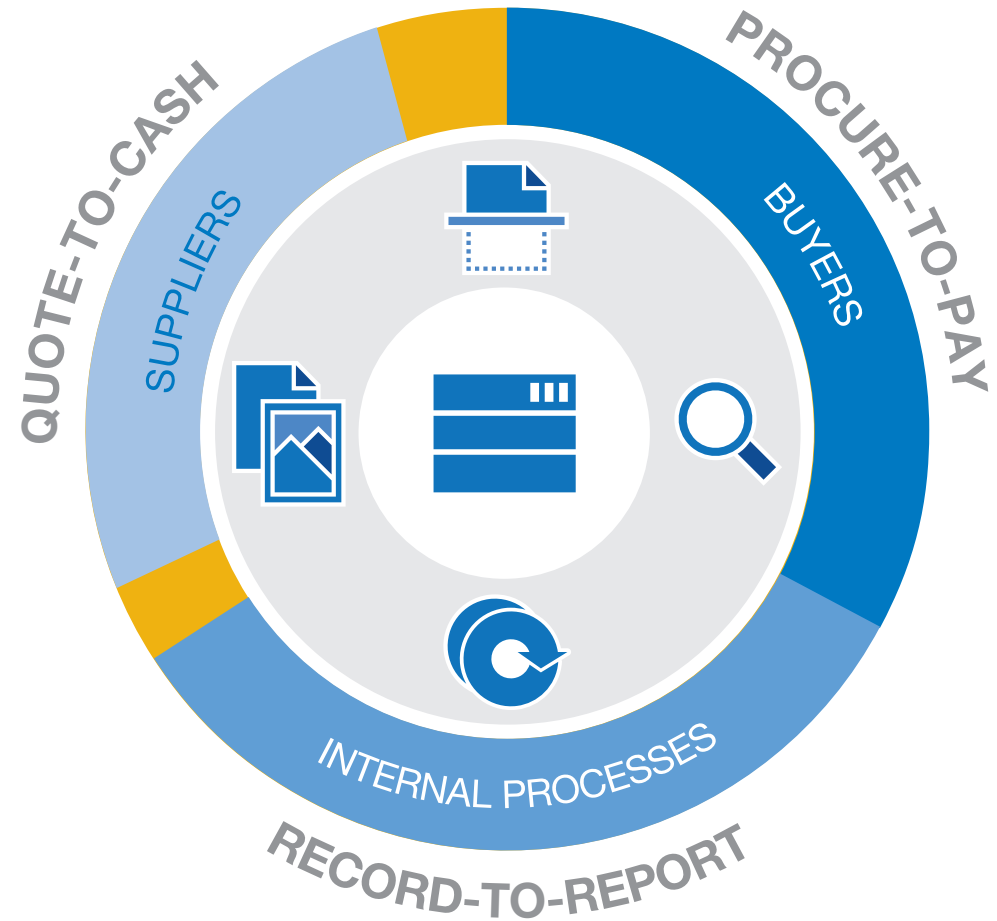 QUOTE-TO-CASH
SUPPLIERS
PROCURE-TO-PAY
BUYERS
INTERNAL PROCESSES
RECORD-TO-REPORT